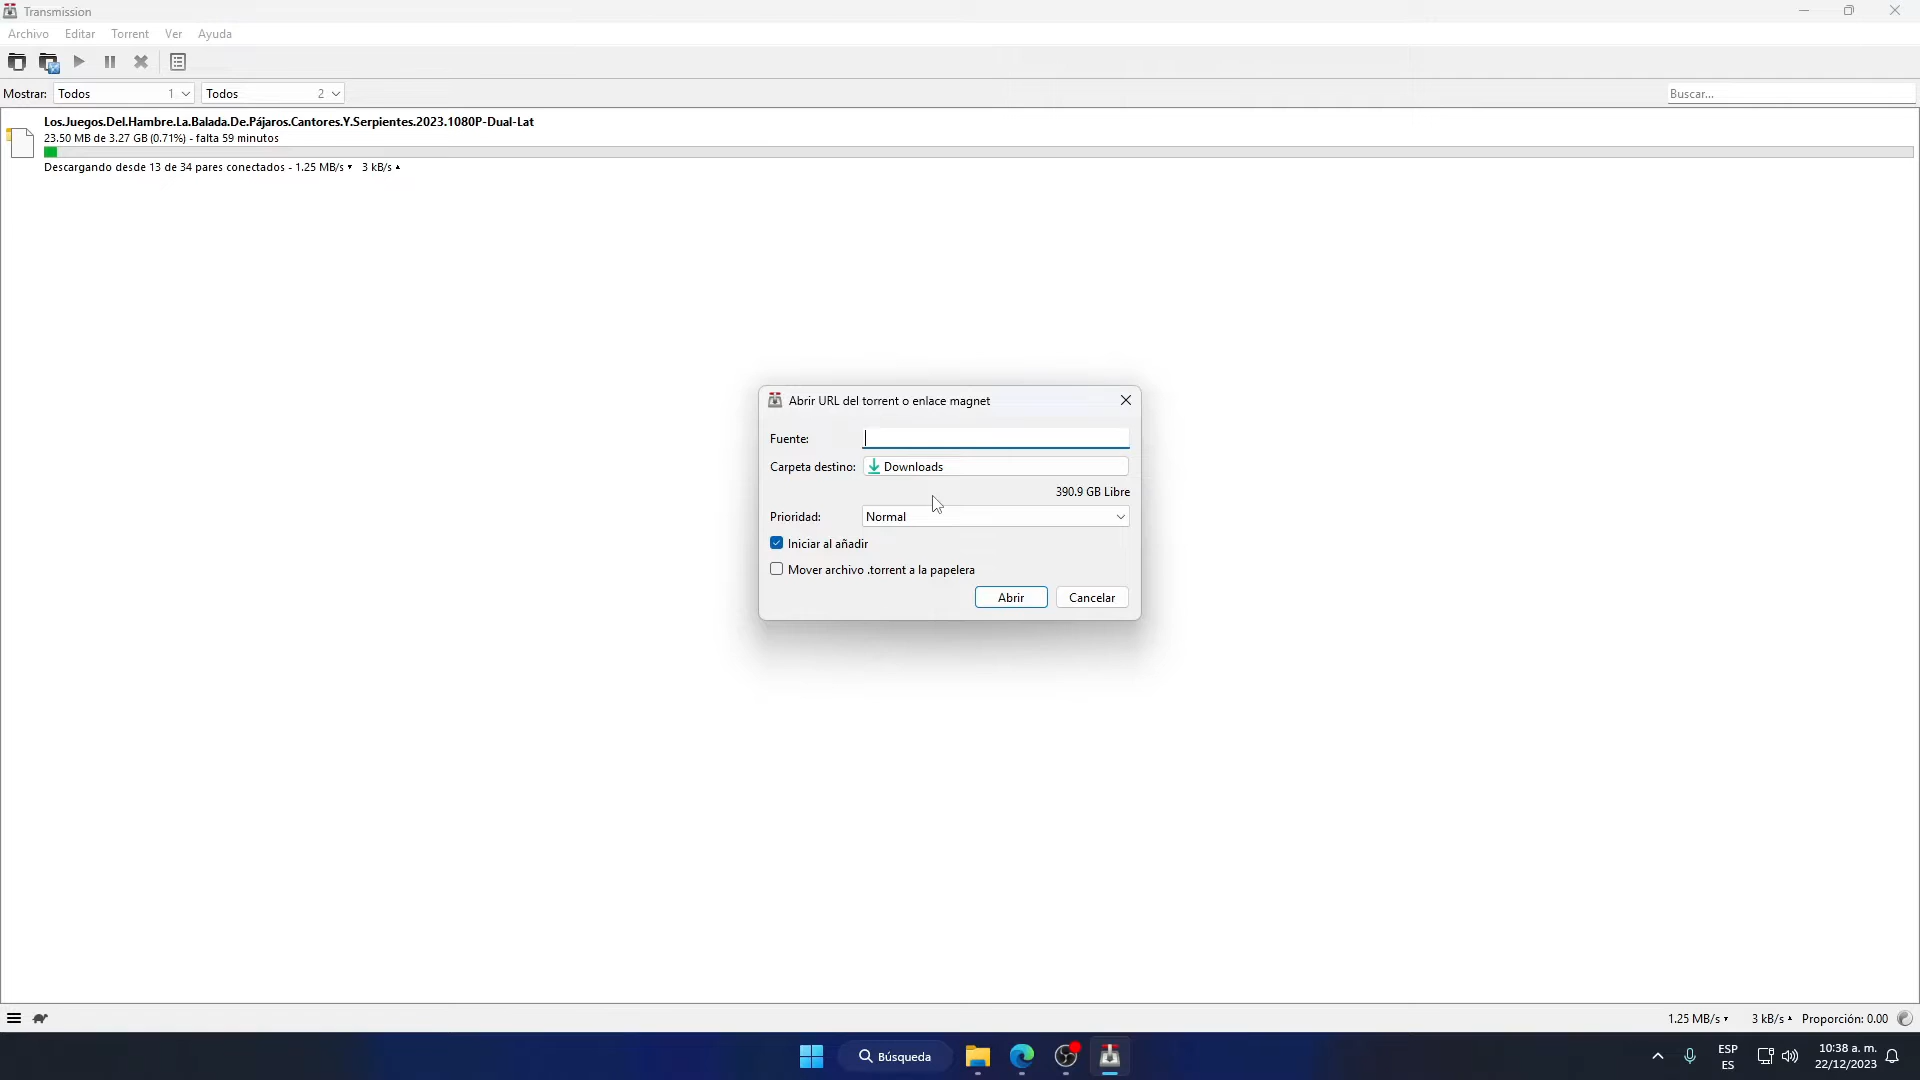 Transmission
Archivo Editar Torrent Ver Ayuda
Mostrar: Todos 1 Todos 2 Buscar...
Los.Juegos.Del.Hambre.La.Balada.De.Pájaros.Cantores.Y.Serpientes.2023.1080P-Dual-Lat
23.50 MB de 3.27 GB (0.71%) - falta 59 minutos
Descargando desde 13 de 34 pares conectados - 1.25 MB/s 3 kB/s
Abrir URL del torrent o enlace magnet
Fuente:
Carpeta destino: Downloads
390.9 GB Libre
Prioridad: Normal
Iniciar al añadir
Mover archivo .torrent a la papelera
Abrir Cancelar
1.25 MB/s 3 kB/s Proporción: 0.00
Búsqueda
ESP
ES
10:38 a. m.
22/12/2023